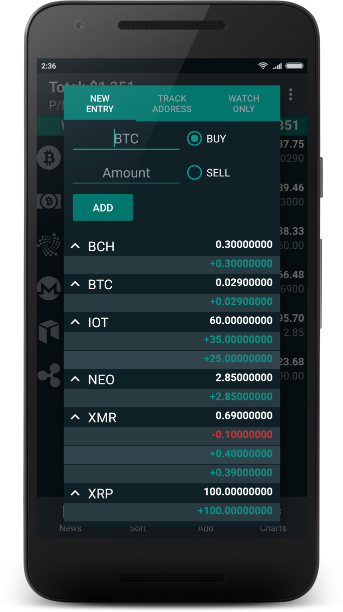 2:36
Total: $1,351
P/L
NEW ENTRY
TRACK ADDRESS
WATCH ONLY
351
BTC
BUY
Amount
SELL
ADD
37.75
0290
39.46
3000
38.33
60.00
66.48
6900
95.70
2.85
23.68
00.00
BCH 0.30000000
+0.30000000
BTC 0.02900000
+0.02900000
IOT 60.00000000
+35.00000000
+25.00000000
NEO 2.85000000
+2.85000000
XMR 0.69000000
-0.10000000
+0.40000000
+0.39000000
XRP 100.00000000
+100.00000000
News Sort Add Charts